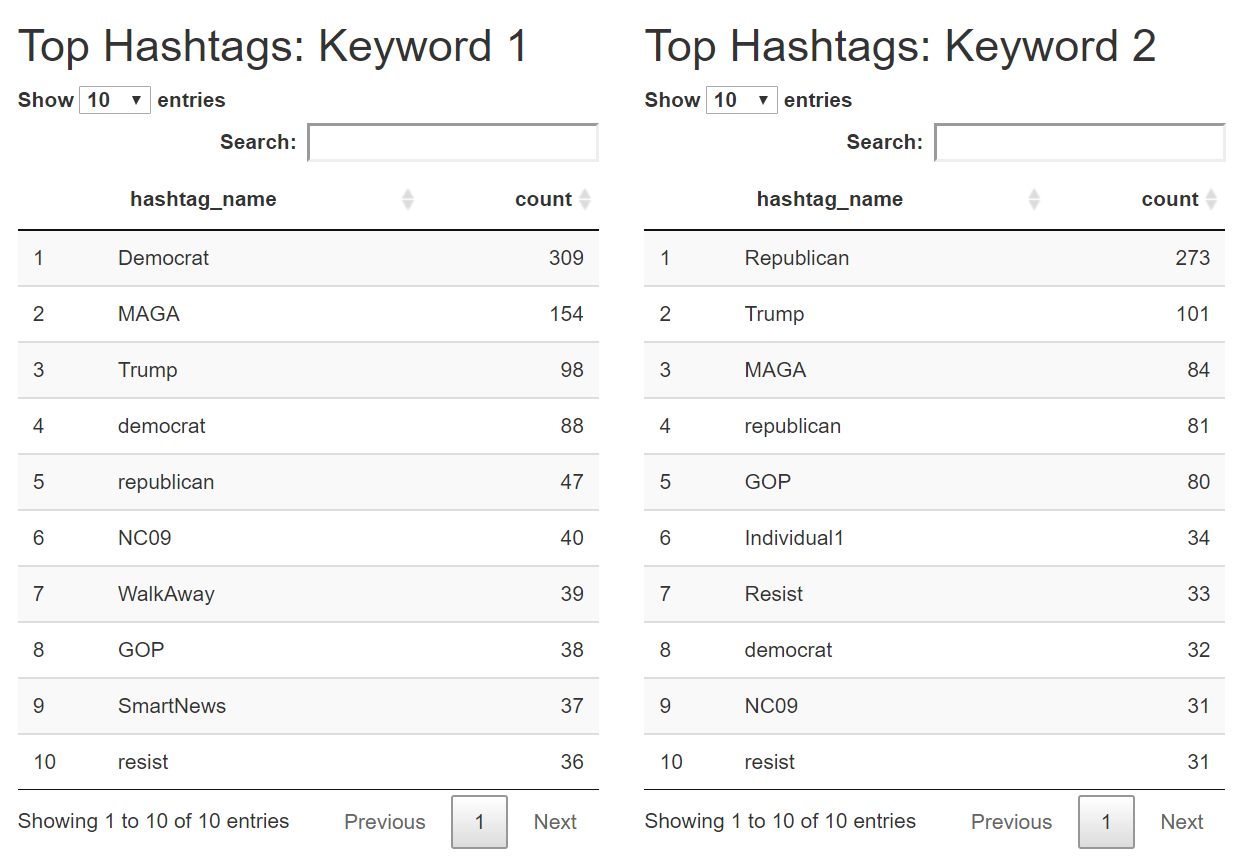 Top Hashtags: Keyword 1
Show 10 entries
Search:
hashtag_name count
1 Democrat 309
2 MAGA 154
3 Trump 98
4 democrat 88
5 republican 47
6 NC09 40
7 WalkAway 39
8 GOP 38
9 SmartNews 37
10 resist 36
Showing 1 to 10 of 10 entries Previous 1 Next
Top Hashtags: Keyword 2
Show 10 entries
Search:
hashtag_name count
1 Republican 273
2 Trump 101
3 MAGA 84
4 republican 81
5 GOP 80
6 Individual1 34
7 Resist 33
8 democrat 32
9 NC09 31
10 resist 31
Showing 1 to 10 of 10 entries Previous 1 Next